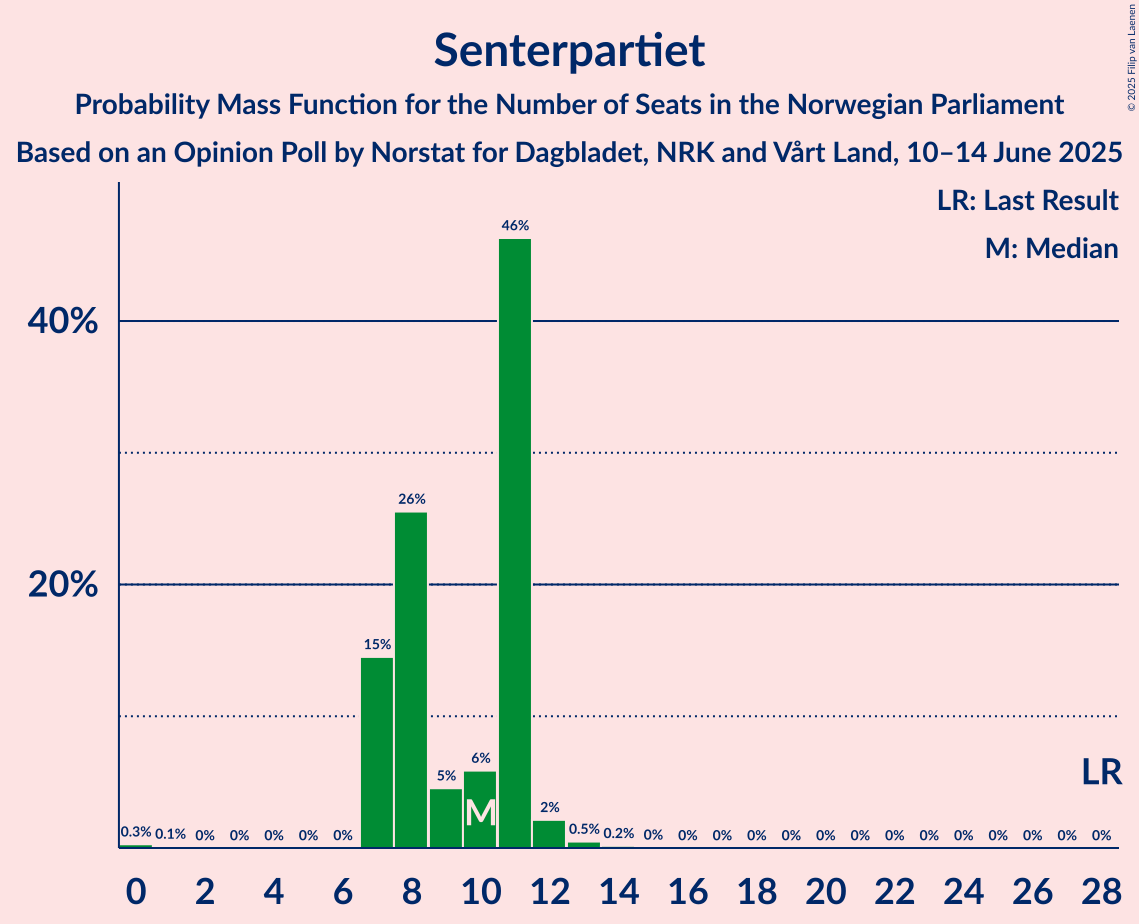 Senterpartiet
Probability Mass Function for the Number of Seats in the Norwegian Parliament
Based on an Opinion Poll by Norstat for Dagbladet, NRK and Vårt Land, 10–14 June 2025
© 2025 Filip van Laenen
LR: Last Result
M: Median
40%
20%
0.3% 0.1% 0% 0% 0% 0% 0% 15% 26% 5% 6% 46% 2% 0.5% 0.2% 0% 0% 0% 0% 0% 0% 0% 0% 0% 0% 0% 0% 0% 0%
M
LR
0 2 4 6 8 10 12 14 16 18 20 22 24 26 28